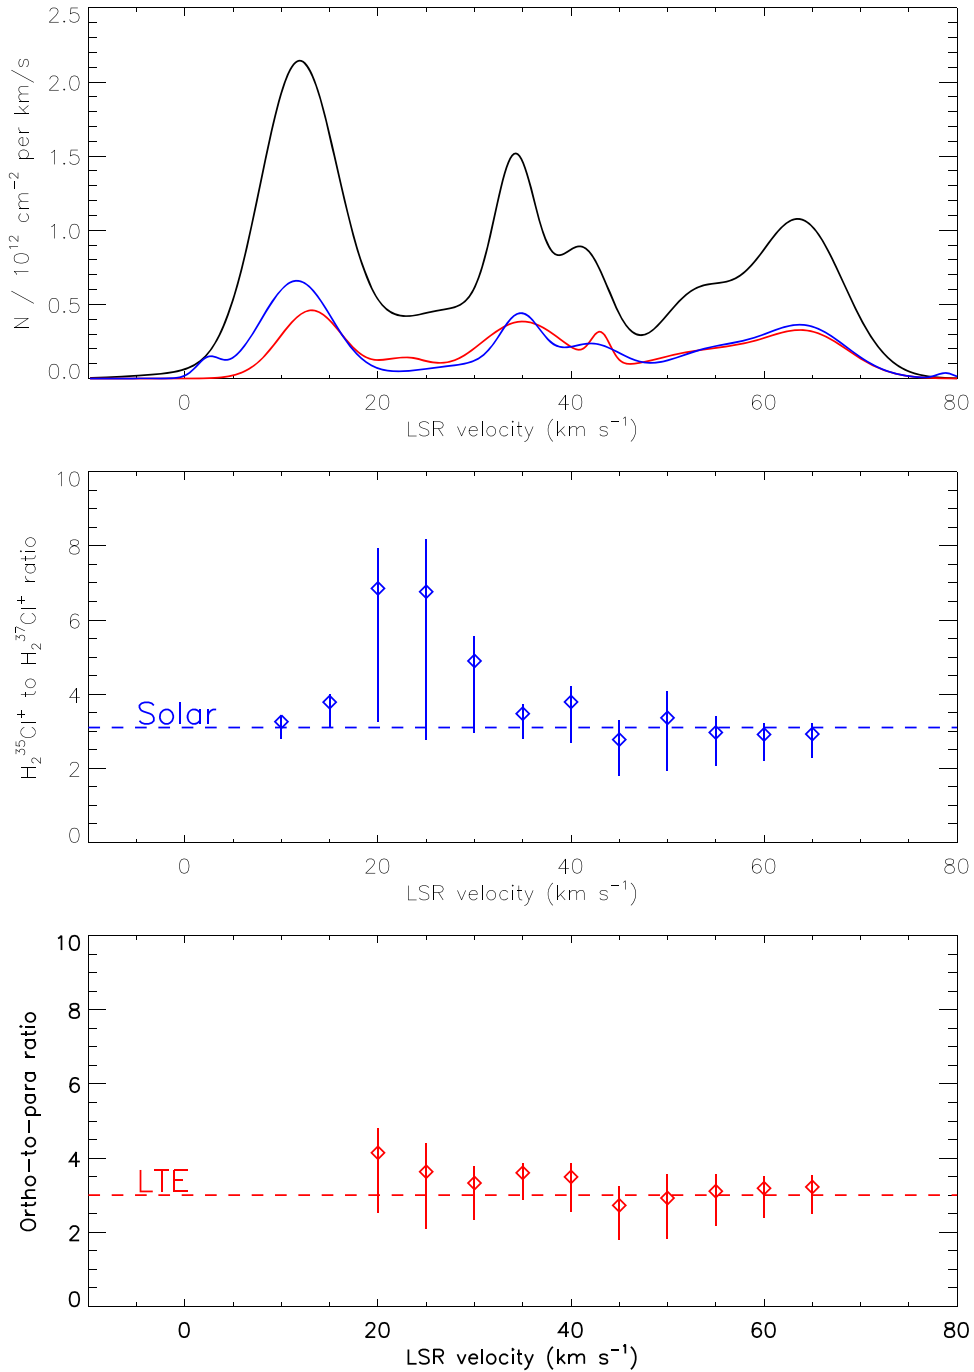 2.5
2.0
1.5
1.0
0.5
0.0
N / 10¹² cm⁻² per km/s
0 20 40 60 80
LSR velocity (km s⁻¹)
10
8
6
4
2
0
H₂³⁵Cl⁺ to H₂³⁷Cl⁺ ratio
Solar
0 20 40 60 80
LSR velocity (km s⁻¹)
10
8
6
4
2
0
Ortho-to-para ratio
LTE
0 20 40 60 80
LSR velocity (km s⁻¹)